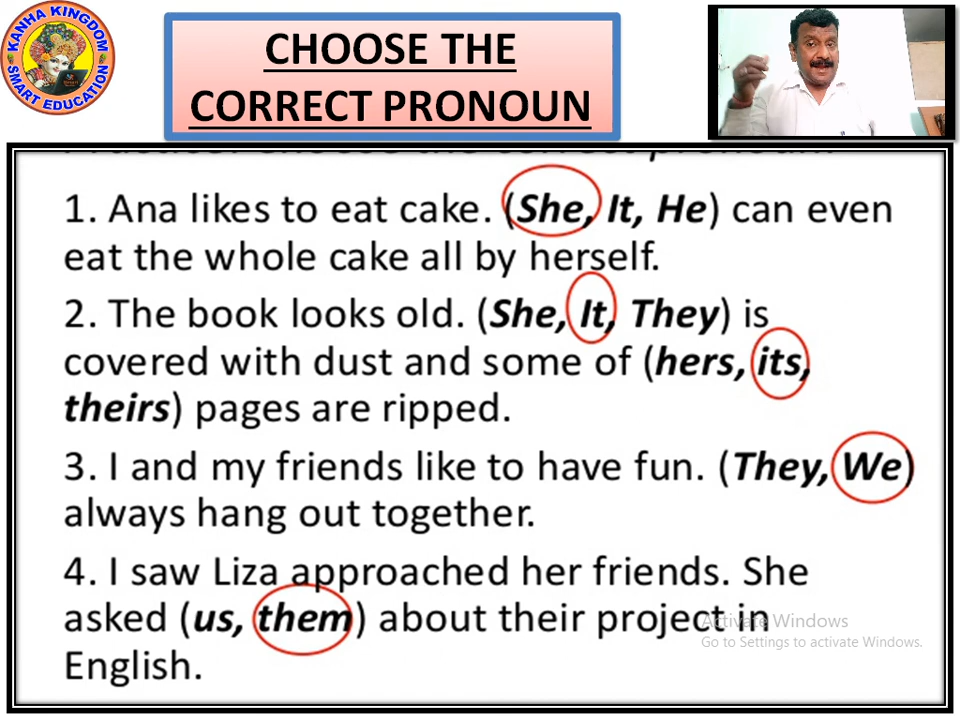 KANHA KINGDOM
SMART EDUCATION
CHOOSE THE
CORRECT PRONOUN
1. Ana likes to eat cake. (She, It, He) can even
eat the whole cake all by herself.
2. The book looks old. (She, It, They) is
covered with dust and some of (hers, its,
theirs) pages are ripped.
3. I and my friends like to have fun. (They, We)
always hang out together.
4. I saw Liza approached her friends. She
asked (us, them) about their project in
English.
Activate Windows
Go to Settings to activate Windows.